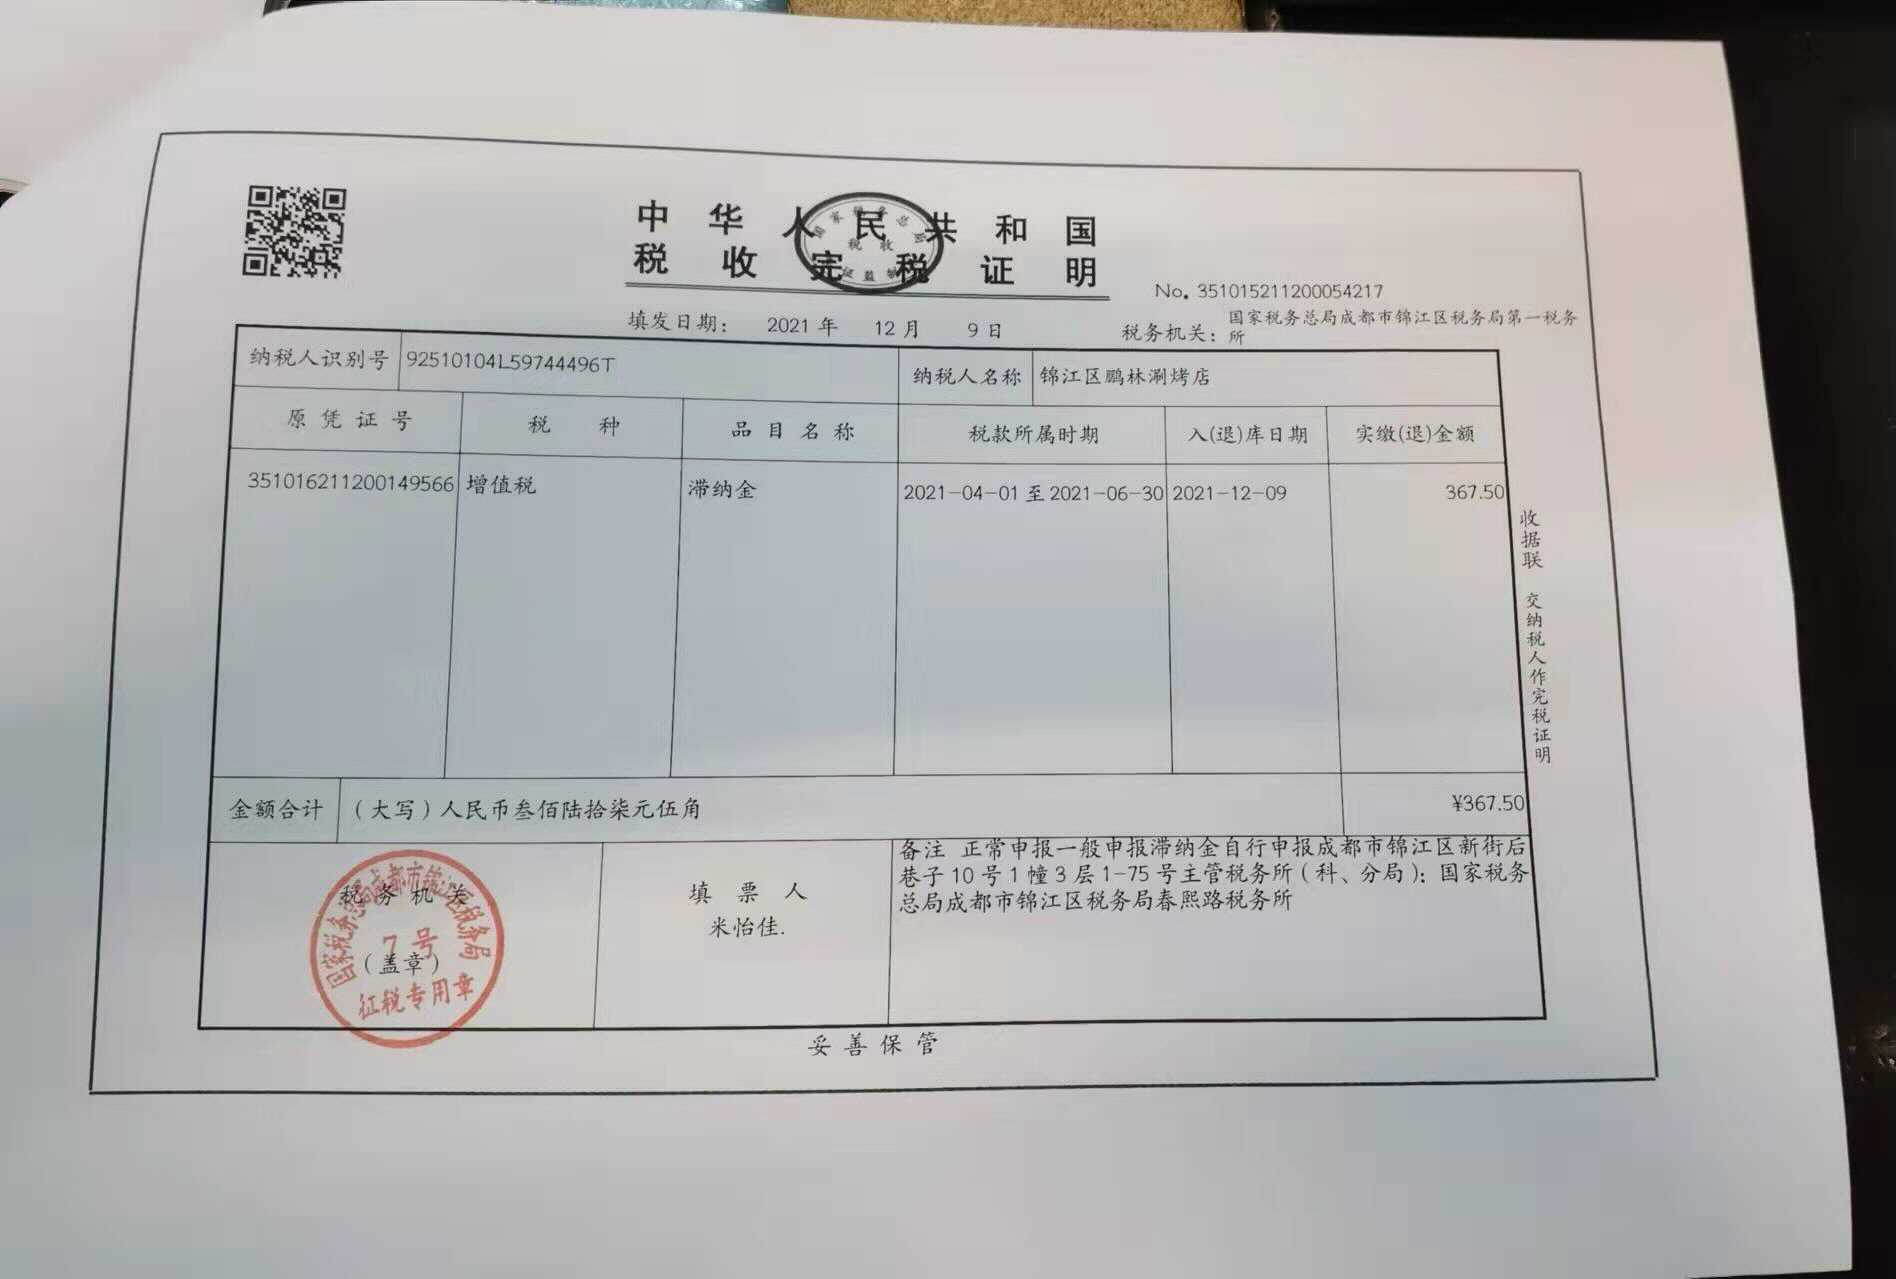 中华人民共和国
税收完税证明
国家税务总局
税收
No. 351015211200054217
填发日期： 2021 年 12 月 9 日
税务机关：国家税务总局成都市锦江区税务局第一税务所
纳税人识别号 92510104L59744496T 纳税人名称 锦江区鹏林涮烤店
原凭证号 税种 品目名称 税款所属时期 入(退)库日期 实缴(退)金额
351016211200149566 增值税 滞纳金 2021-04-01 至 2021-06-30 2021-12-09 367.50
金额合计 （大写）人民币叁佰陆拾柒元伍角 ¥367.50
税务机关
（盖章）
国家税务总局成都市锦江区税务局
7号
征税专用章
填票人
米怡佳.
备注 正常申报一般申报滞纳金自行申报成都市锦江区新街后
巷子10号1幢3层1-75号主管税务所（科、分局）：国家税务
总局成都市锦江区税务局春熙路税务所
收据联 交纳税人作完税证明
妥善保管